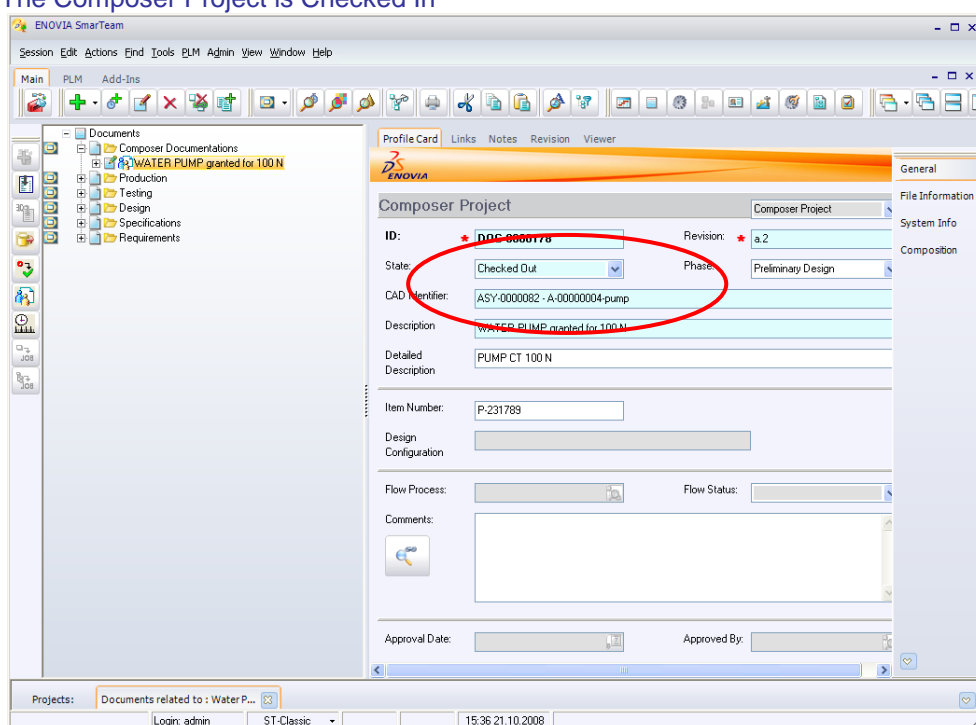 The Composer Project is Checked In
ENOVIA SmarTeam
Session Edit Actions Find Tools PLM Admin View Window Help
Main PLM Add-Ins
Documents
Composer Documentations
WATER PUMP granted for 100 N
Production
Testing
Design
Specifications
Requirements
JOB
JOB
Profile Card Links Notes Revision Viewer
ENOVIA
Composer Project Composer Project
ID: * DOC-0000178 Revision: * a.2
State: Checked Out Phase: Preliminary Design
CAD Identifier: ASY-0000082 - A-00000004-pump
Description WATER PUMP granted for 100 N
Detailed Description PUMP CT 100 N
Item Number: P-231789
Design Configuration
Flow Process: Flow Status:
Comments:
Approval Date: Approved By:
General
File Information
System Info
Composition
Projects: Documents related to : Water P...
Login: admin ST-Classic 15:36 21.10.2008